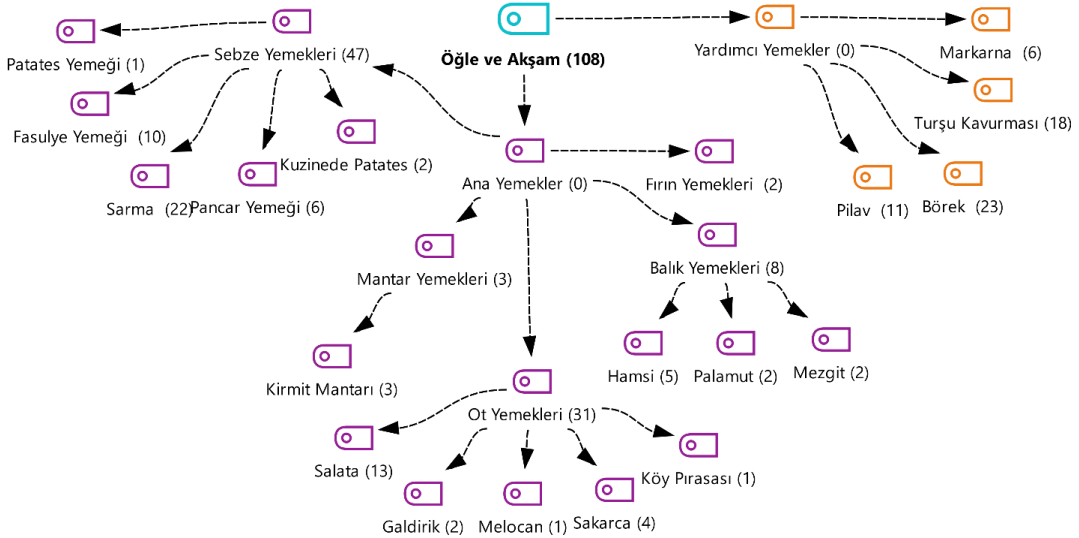 Öğle ve Akşam (108)
Yardımcı Yemekler (0)
Markarna (6)
Turşu Kavurması (18)
Pilav (11)
Börek (23)
Sebze Yemekleri (47)
Patates Yemeği (1)
Fasulye Yemeği (10)
Sarma (22)
Pancar Yemeği (6)
Kuzinede Patates (2)
Ana Yemekler (0)
Fırın Yemekleri (2)
Mantar Yemekleri (3)
Kirmit Mantarı (3)
Balık Yemekleri (8)
Hamsi (5)
Palamut (2)
Mezgit (2)
Ot Yemekleri (31)
Salata (13)
Galdirik (2)
Melocan (1)
Sakarca (4)
Köy Pırasası (1)